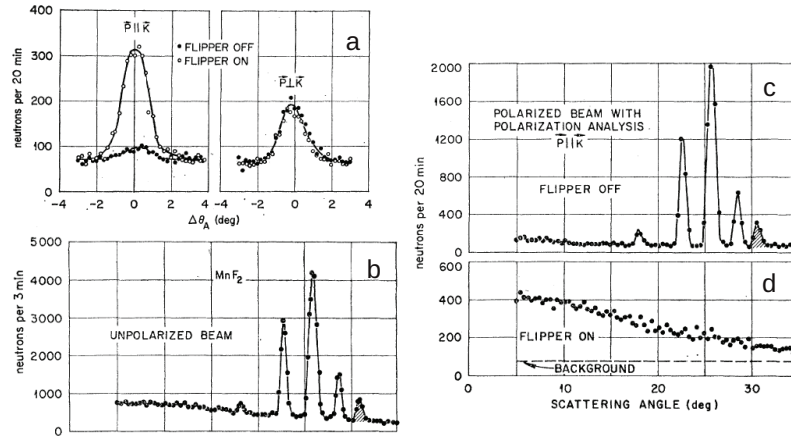 400
300
200
100
0
neutrons per 20 min
P̄ || K̄
a
• FLIPPER OFF
○ FLIPPER ON
P⊥K
−4 −2 0 2 4
−4 −2 0 2 4
Δθ_A (deg)
5000
4000
3000
2000
1000
0
neutrons per 3 min
MnF₂
b
UNPOLARIZED BEAM
2000
1600
1200
800
400
0
neutrons per 20 min
c
POLARIZED BEAM WITH
POLARIZATION ANALYSIS
P || K
FLIPPER OFF
600
400
200
0
d
FLIPPER ON
BACKGROUND
0 10 20 30
SCATTERING ANGLE (deg)